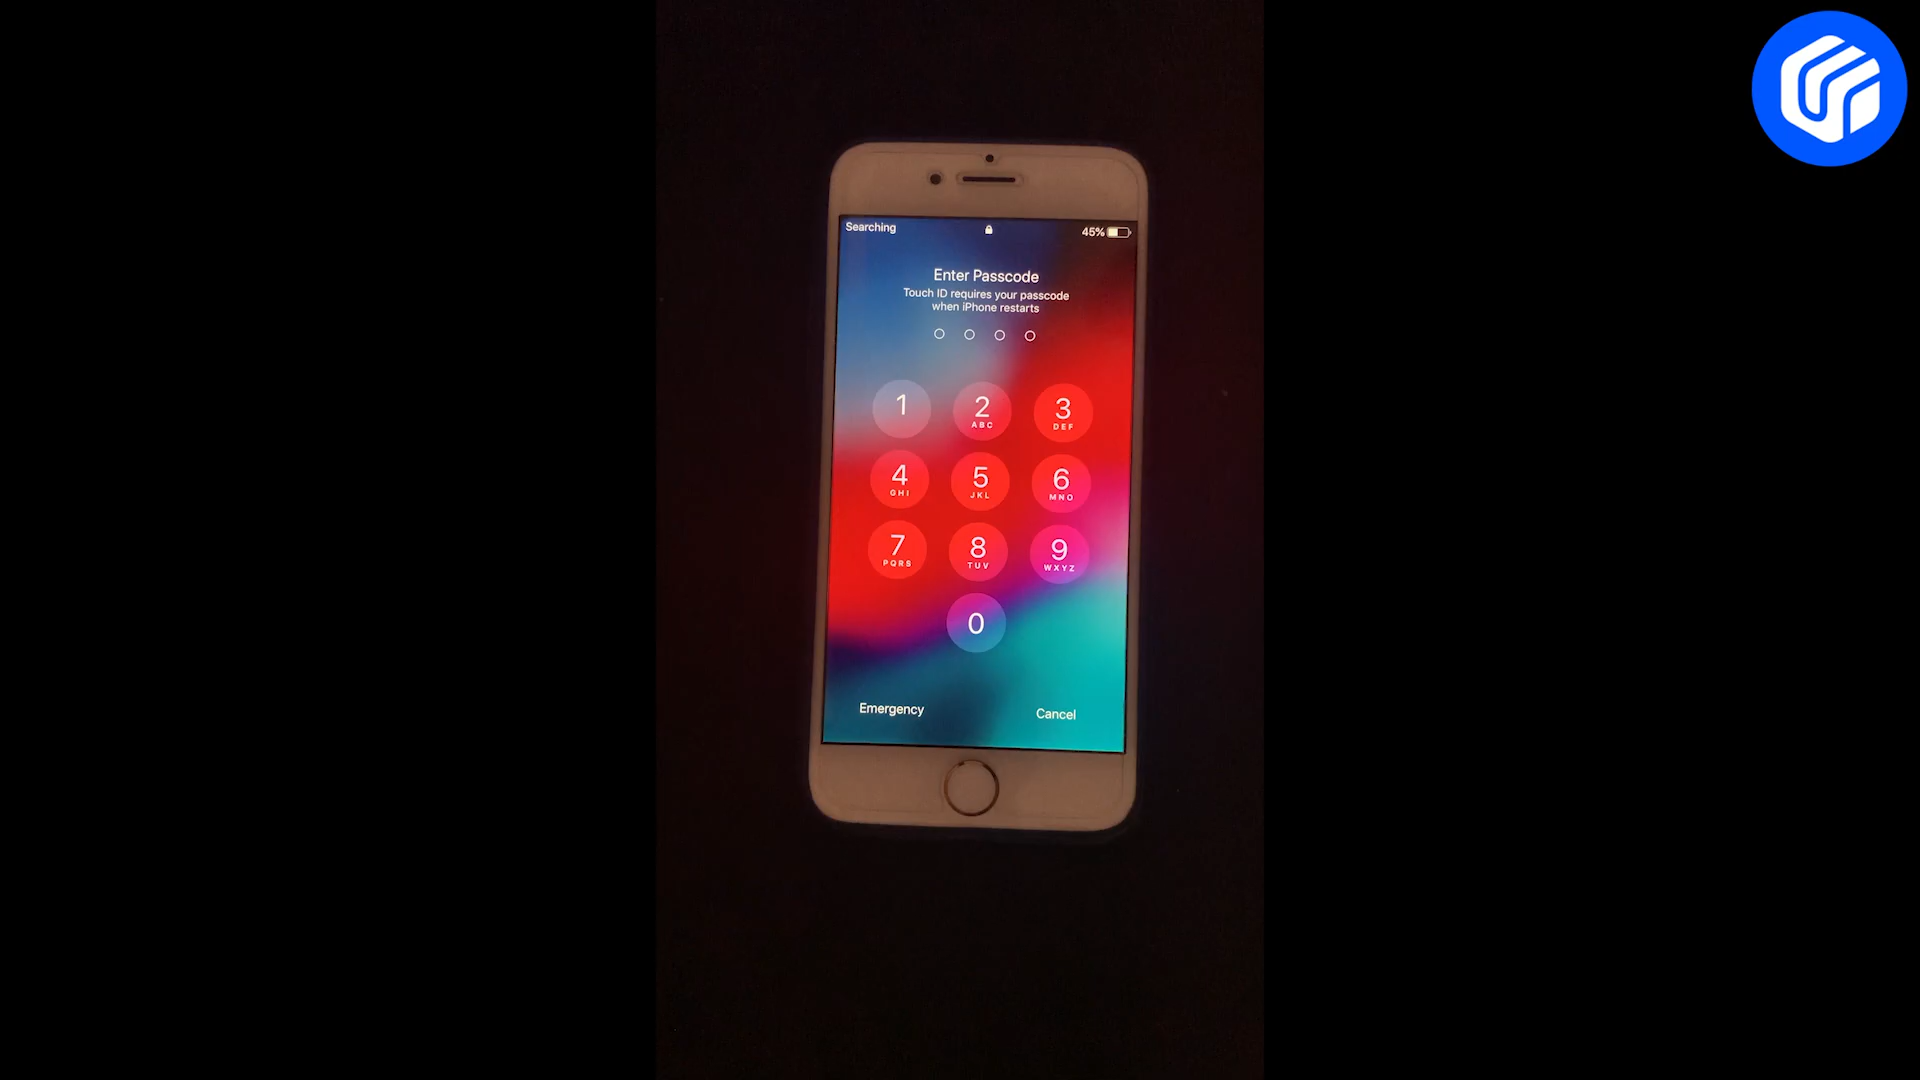 Searching 45%
Enter Passcode
Touch ID requires your passcode
when iPhone restarts
1 2 3
ABC DEF
4 5 6
GHI JKL MNO
7 8 9
PQRS TUV WXYZ
0
Emergency Cancel